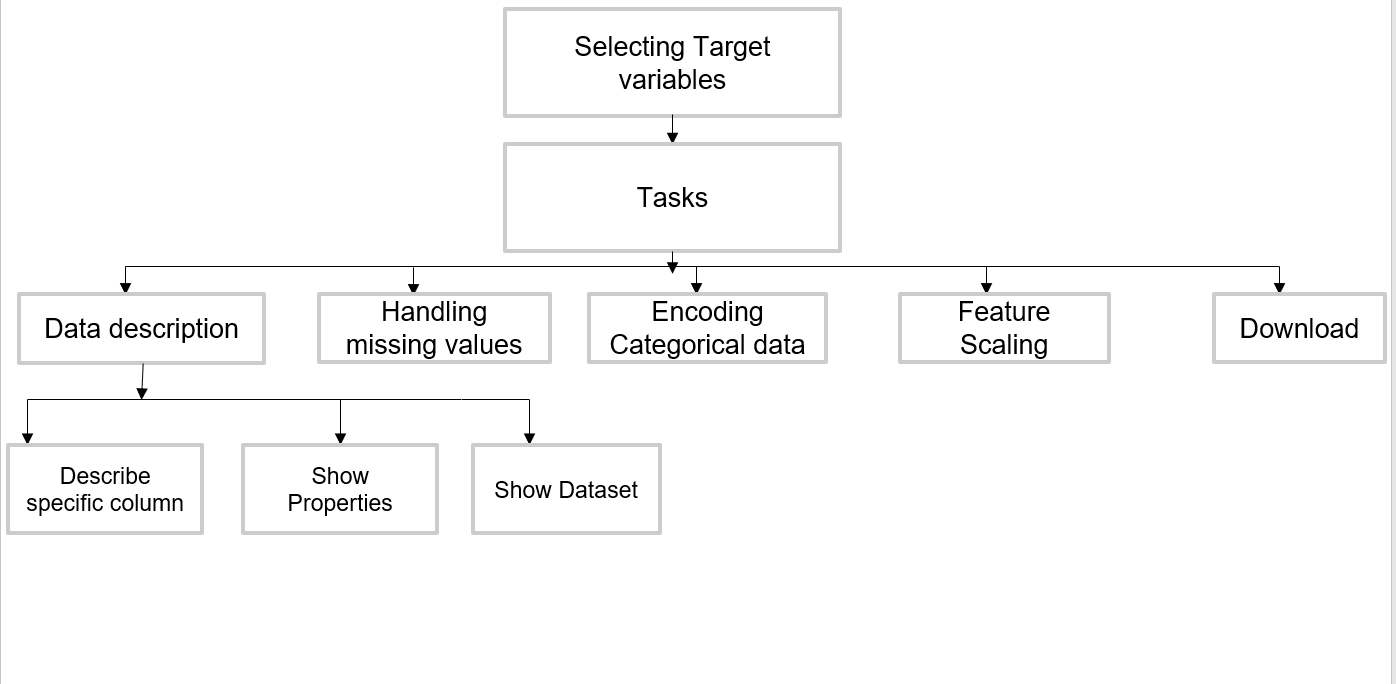 Selecting Target
variables
Tasks
Data description
Handling
missing values
Encoding
Categorical data
Feature
Scaling
Download
Describe
specific column
Show
Properties
Show Dataset